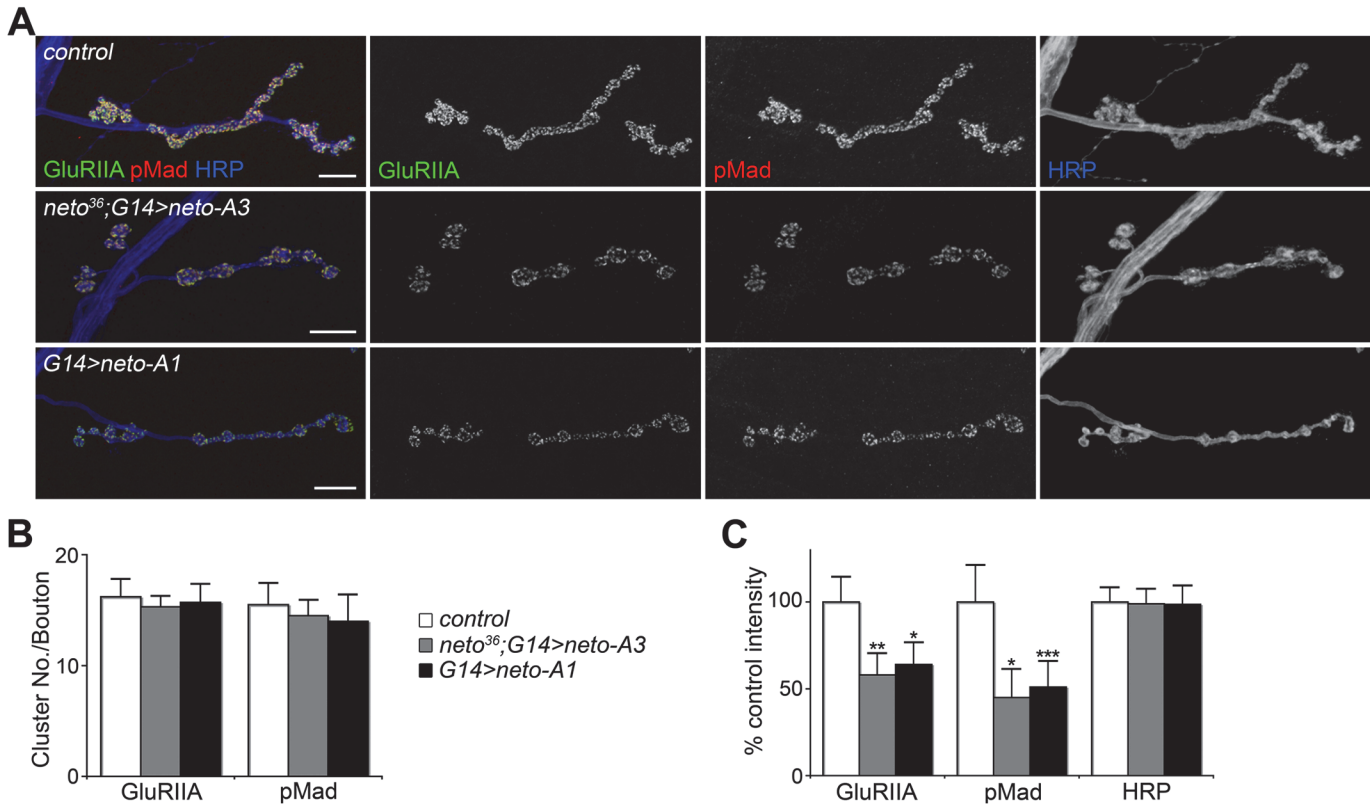 A
control
GluRIIA pMad HRP
GluRIIA
pMad
HRP
neto³⁶;G14>neto-A3
G14>neto-A1
B
Cluster No./Bouton
20
10
0
GluRIIA
pMad
control
neto³⁶;G14>neto-A3
G14>neto-A1
C
% control intensity
100
50
0
**
*
*
***
GluRIIA
pMad
HRP